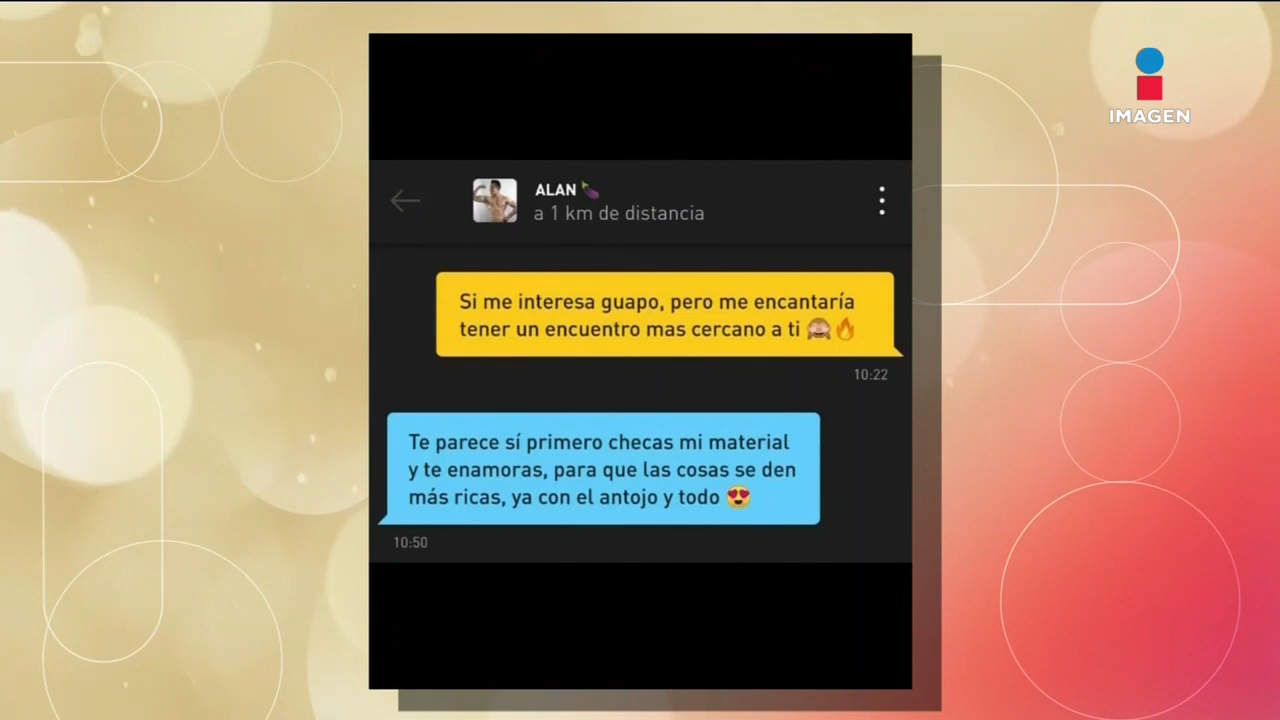 IMAGEN
ALAN🍆
a 1 km de distancia
Si me interesa guapo, pero me encantaría
tener un encuentro mas cercano a ti 🙈🔥
10:22
Te parece sí primero checas mi material
y te enamoras, para que las cosas se den
más ricas, ya con el antojo y todo 😍
10:50